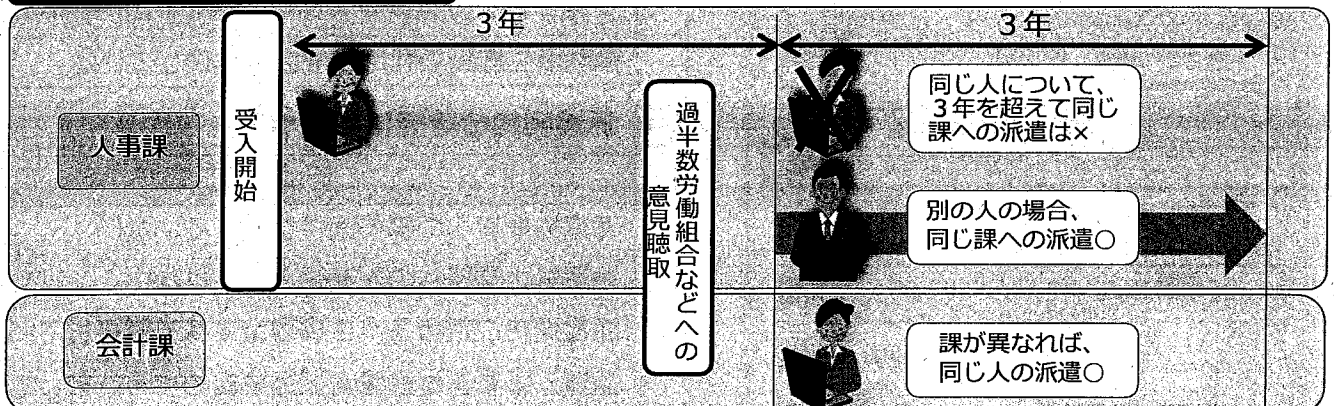 3年
3年
人事課
受入開始
過半数労働組合などへの
意見聴取
同じ人について、
3年を超えて同じ
課への派遣は×
別の人の場合、
同じ課への派遣○
会計課
課が異なれば、
同じ人の派遣○